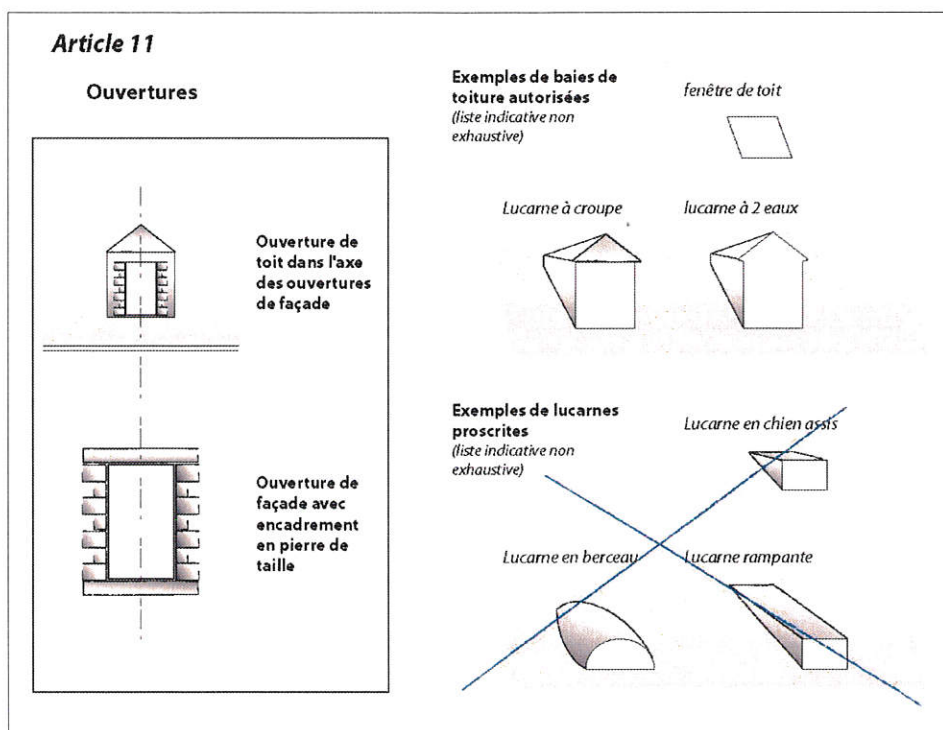 Article 11
Ouvertures
Ouverture de
toit dans l'axe
des ouvertures
de façade
Ouverture de
façade avec
encadrement
en pierre de
taille
Exemples de baies de
toiture autorisées
(liste indicative non
exhaustive)
fenêtre de toit
Lucarne à croupe
lucarne à 2 eaux
Exemples de lucarnes
proscrites
(liste indicative non
exhaustive)
Lucarne en chien assis
Lucarne en berceau
Lucarne rampante